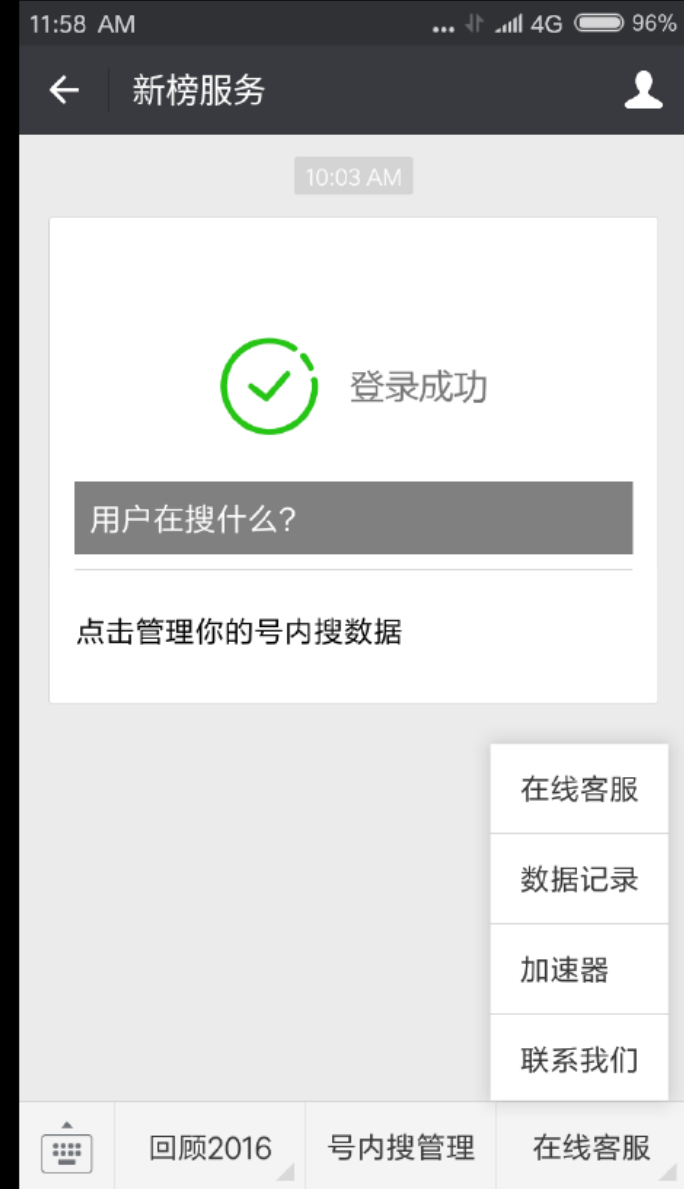 11:58 AM ... 4G 96%
新榜服务
10:03 AM
登录成功
用户在搜什么?
点击管理你的号内搜数据
在线客服
数据记录
加速器
联系我们
回顾2016 号内搜管理 在线客服